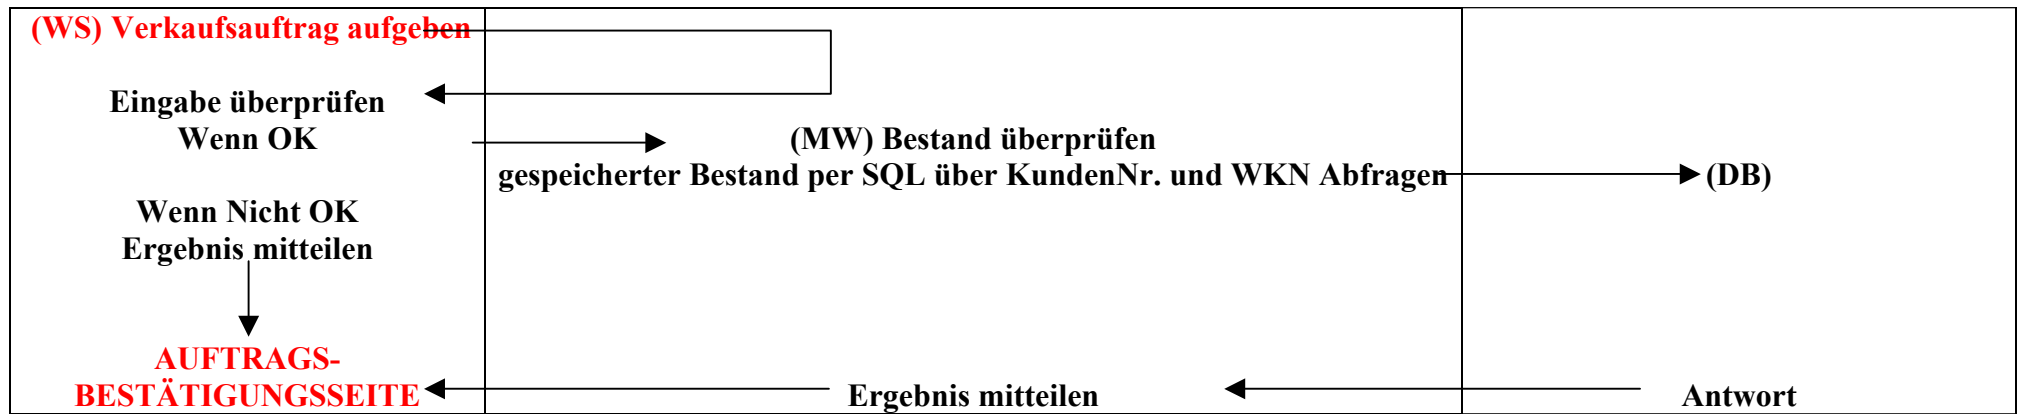 (WS) Verkaufsauftrag aufgeben
Eingabe überprüfen
Wenn OK
(MW) Bestand überprüfen
gespeicherter Bestand per SQL über KundenNr. und WKN Abfragen
(DB)
Wenn Nicht OK
Ergebnis mitteilen
AUFTRAGS-
BESTÄTIGUNGSSEITE
Ergebnis mitteilen
Antwort